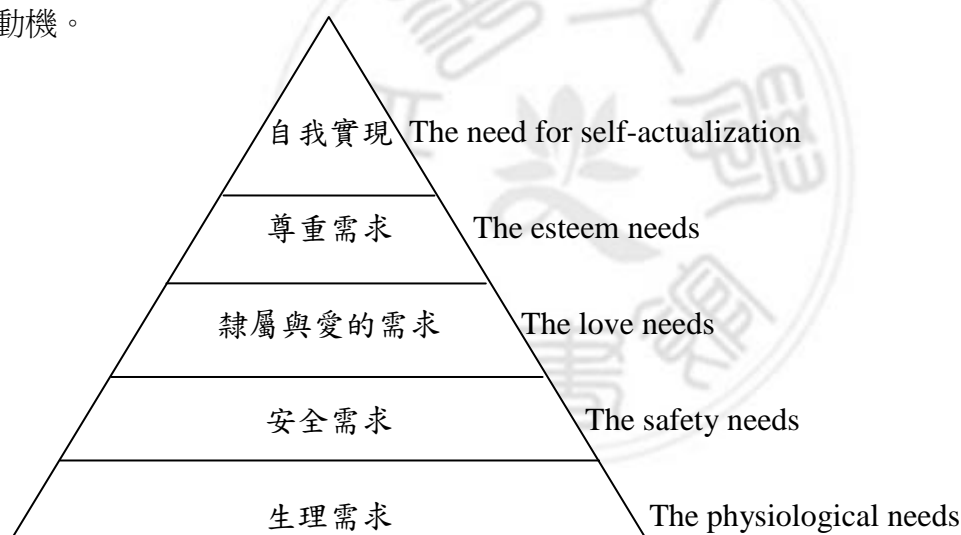 動機。
自我實現 The need for self-actualization
尊重需求 The esteem needs
隸屬與愛的需求 The love needs
安全需求 The safety needs
生理需求 The physiological needs